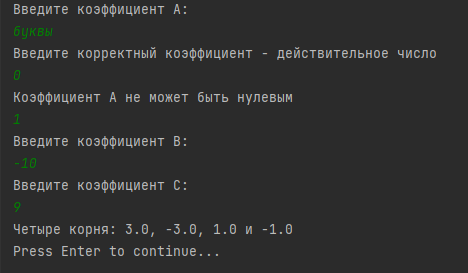 Введите коэффициент A:
буквы
Введите корректный коэффициент - действительное число
0
Коэффициент A не может быть нулевым
1
Введите коэффициент B:
-10
Введите коэффициент C:
9
Четыре корня: 3.0, -3.0, 1.0 и -1.0
Press Enter to continue...